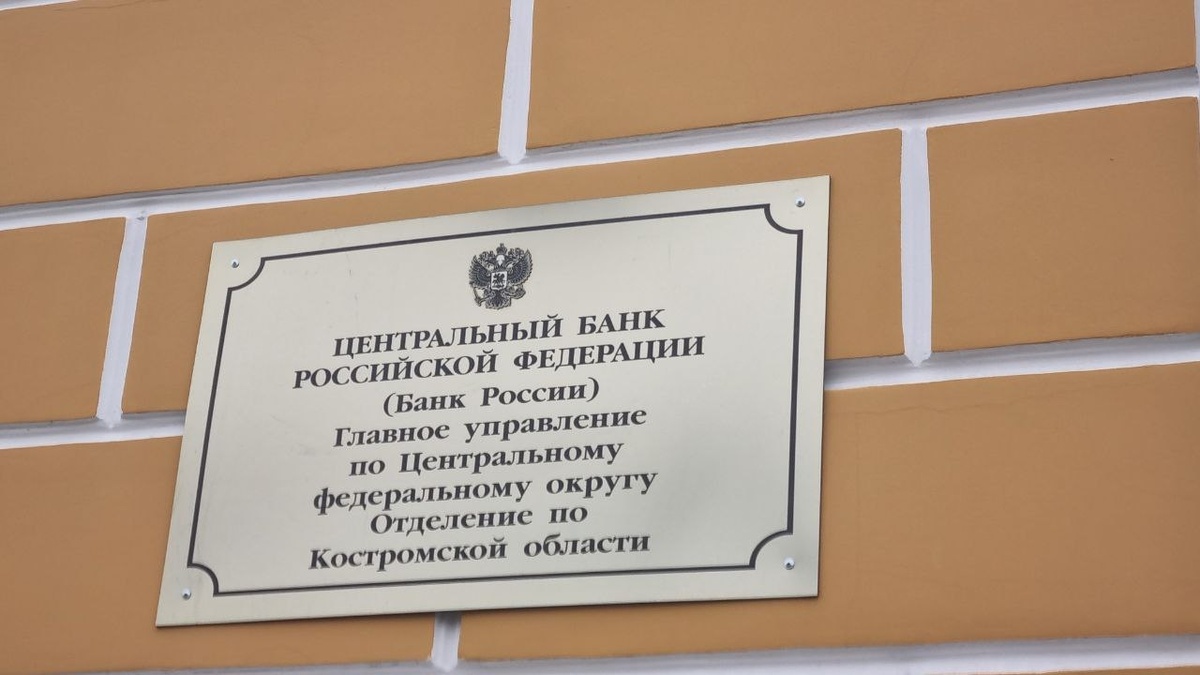 ЦЕНТРАЛЬНЫЙ БАНК
РОССИЙСКОЙ ФЕДЕРАЦИИ
(Банк России)
Главное управление
по Центральному
федеральному округу
Отделение по
Костромской области